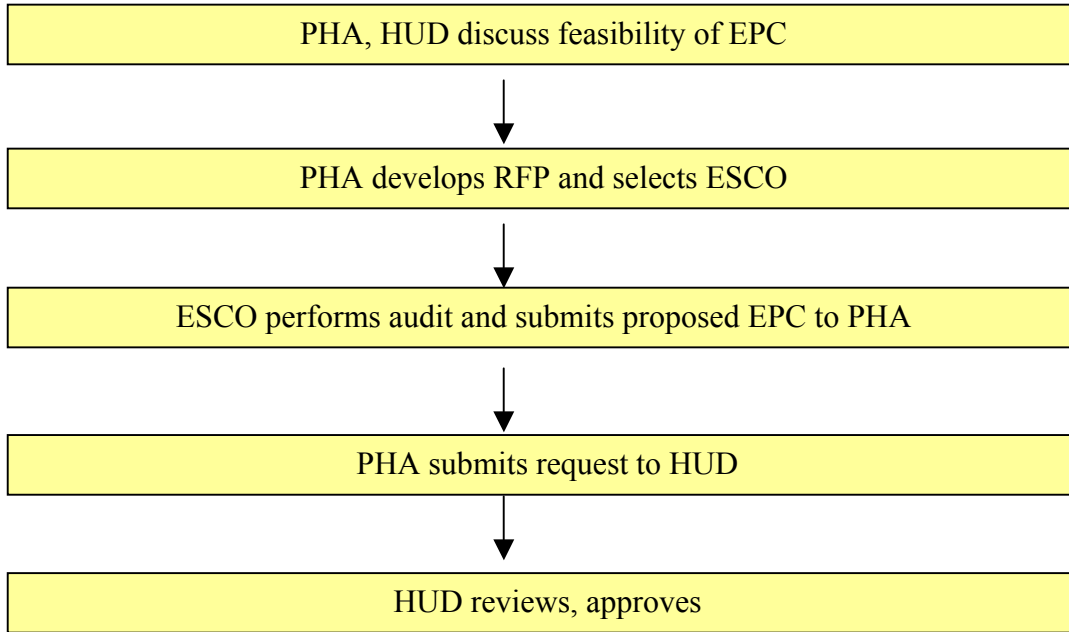 PHA, HUD discuss feasibility of EPC
PHA develops RFP and selects ESCO
ESCO performs audit and submits proposed EPC to PHA
PHA submits request to HUD
HUD reviews, approves